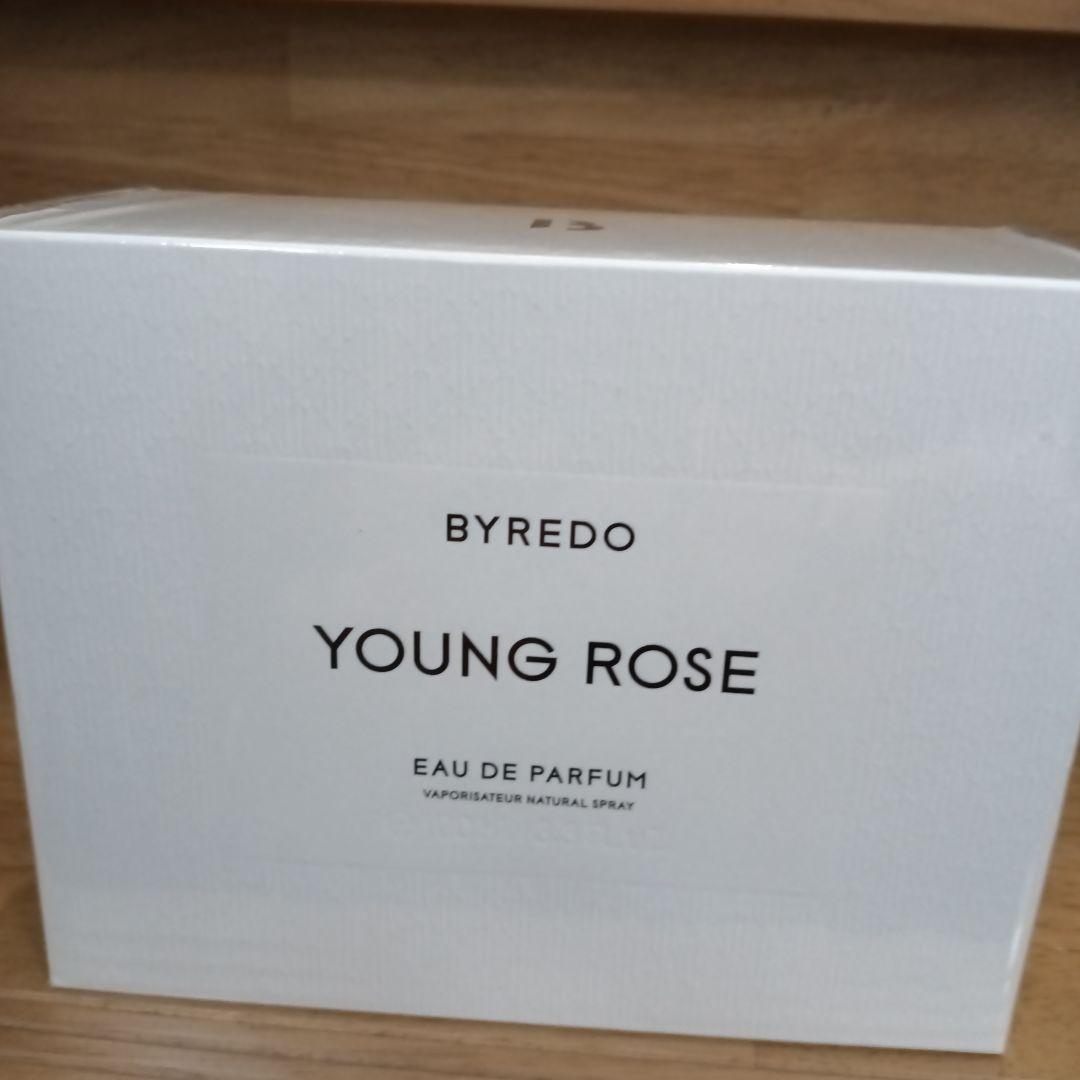 BYREDO
YOUNG ROSE
EAU DE PARFUM
VAPORISATEUR NATURAL SPRAY